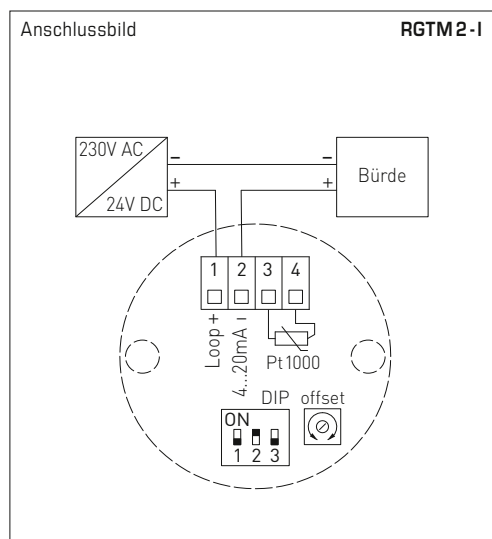 Anschlussbild RGTM 2 - I
230V AC
24V DC
–
+
–
+
Bürde
1 2 3 4
Loop +
4...20mA –
Pt1000
DIP offset
ON
1 2 3